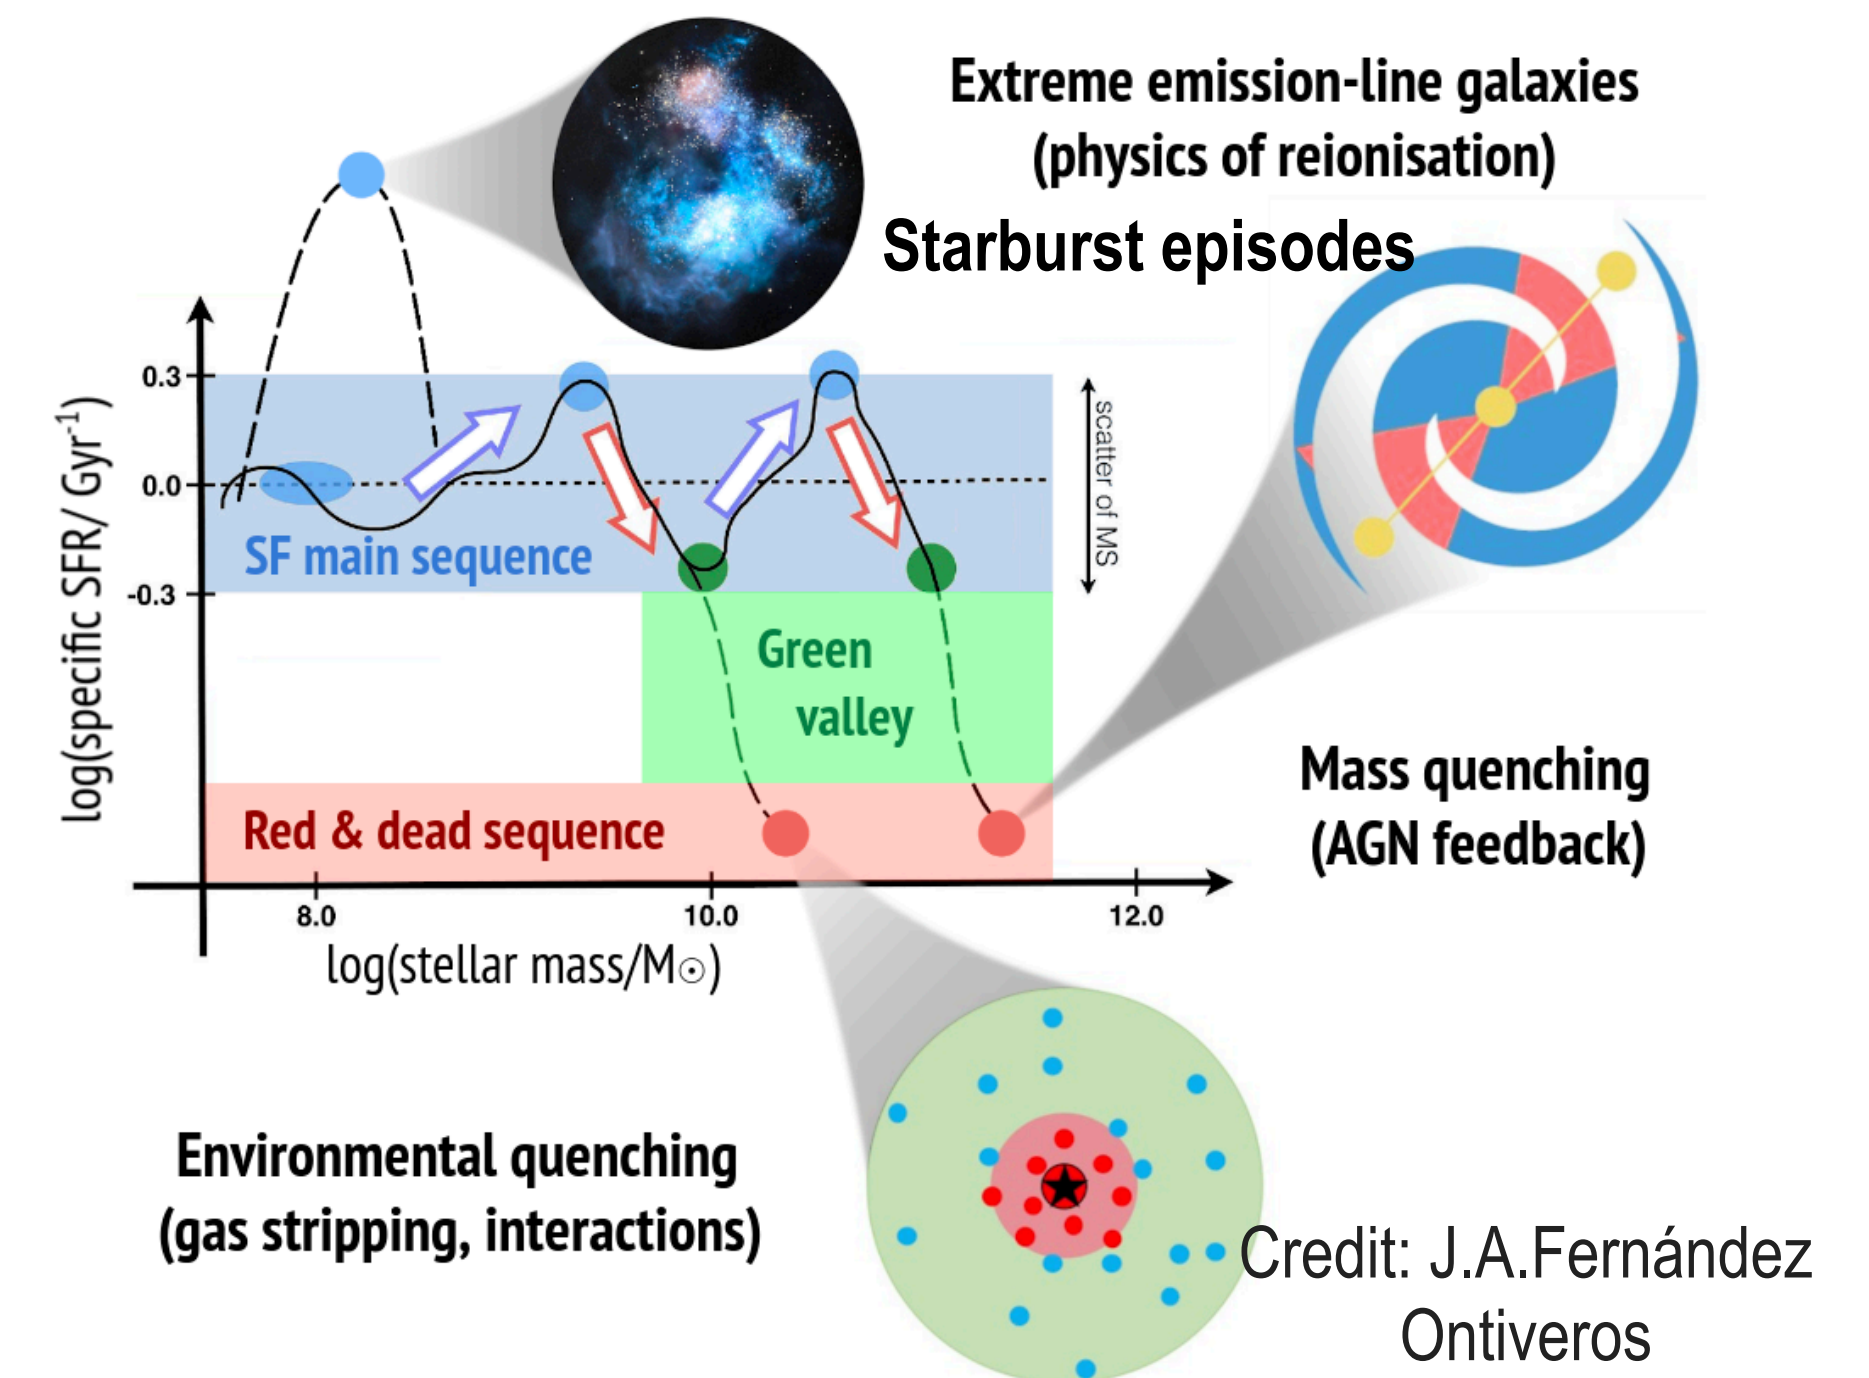 Extreme emission-line galaxies
(physics of reionisation)
Starburst episodes
log(specific SFR/ Gyr⁻¹)
0.3
0.0
-0.3
scatter of MS
SF main sequence
Green
valley
Red & dead sequence
8.0
10.0
12.0
log(stellar mass/M☉)
Mass quenching
(AGN feedback)
Environmental quenching
(gas stripping, interactions)
Credit: J.A.Fernández
Ontiveros